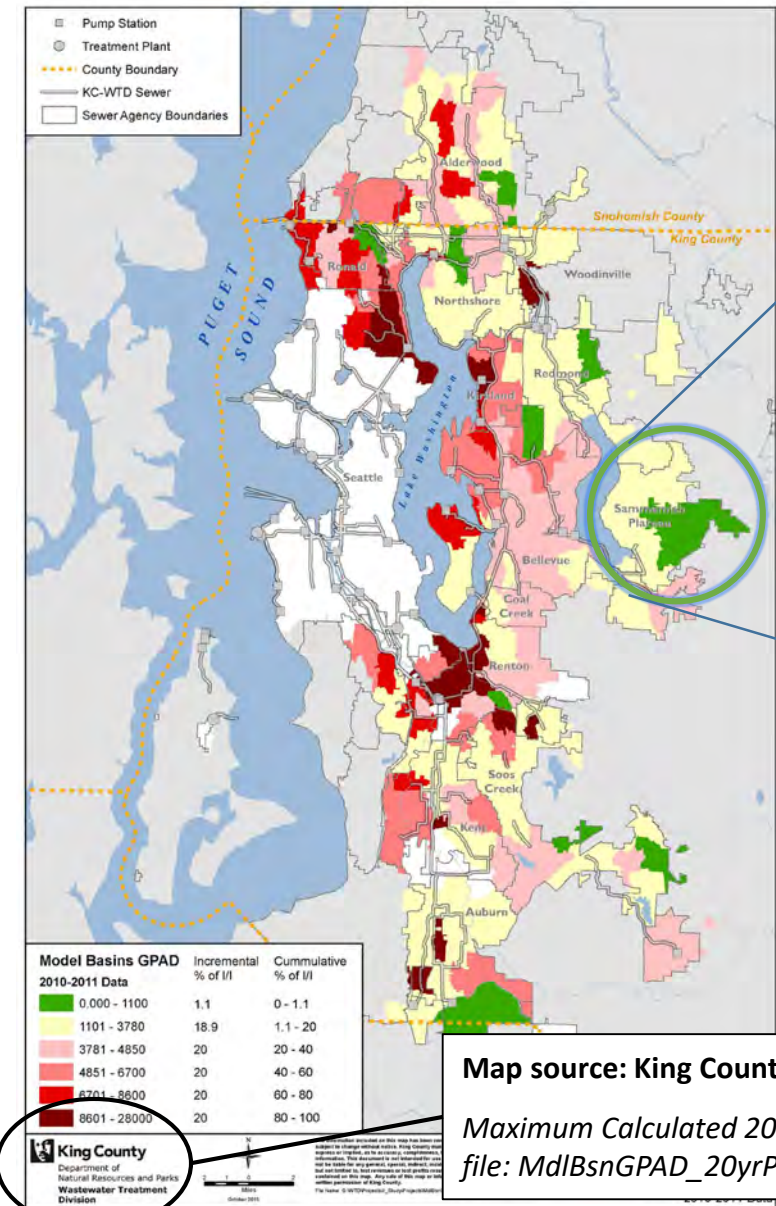 Pump Station
Treatment Plant
County Boundary
KC-WTD Sewer
Sewer Agency Boundaries
Alderwood
Snohomish County
King County
Ronald
Woodinville
Northshore
PUGET
SOUND
Redmond
Kirkland
Lake Washington
Seattle
Sammamish
Plateau
Bellevue
Coal
Creek
Renton
Soos
Creek
Kent
Auburn
Model Basins GPAD
Incremental
% of I/I
Cummulative
% of I/I
2010-2011 Data
0.000 - 1100 1.1 0 - 1.1
1101 - 3780 18.9 1.1 - 20
3781 - 4850 20 20 - 40
4851 - 6700 20 40 - 60
6701 - 8600 20 60 - 80
8601 - 28000 20 80 - 100
King County
Department of
Natural Resources and Parks
Wastewater Treatment
Division
N
Miles
October 2015
Map source: King Count
Maximum Calculated 20
file: MdlBsnGPAD_20yrP